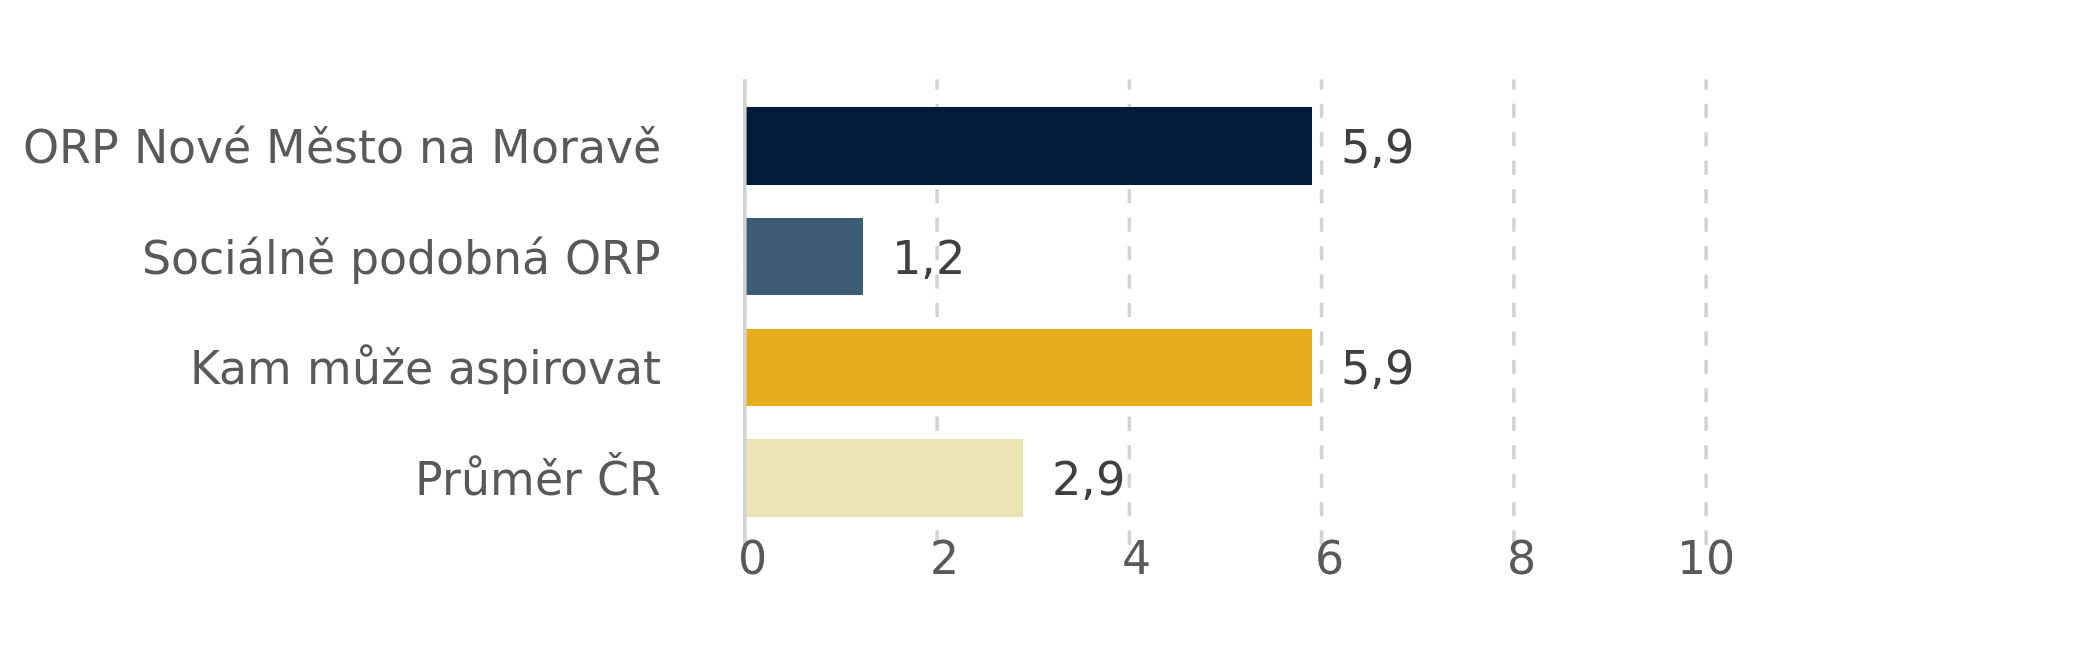 ORP Nové Město na Moravě 5,9
Sociálně podobná ORP 1,2
Kam může aspirovat 5,9
Průměr ČR 2,9
0 2 4 6 8 10